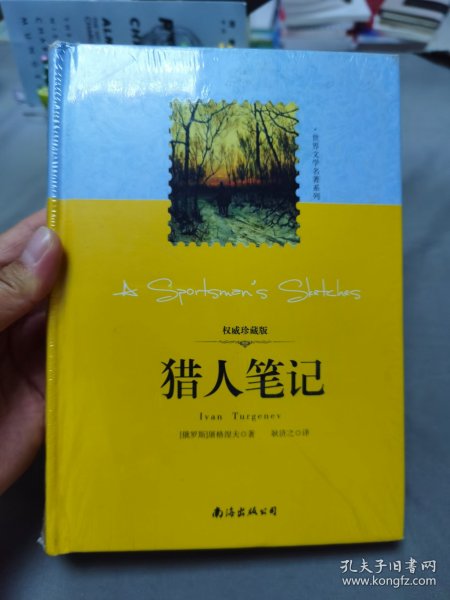 ·世界文学名著系列
A Sportsman's Sketches
权威珍藏版
猎人笔记
Ivan Turgenev
[俄罗斯]屠格涅夫◎著 耿济之◎译
南海出版公司
孔夫子旧书网
www.kongfz.com